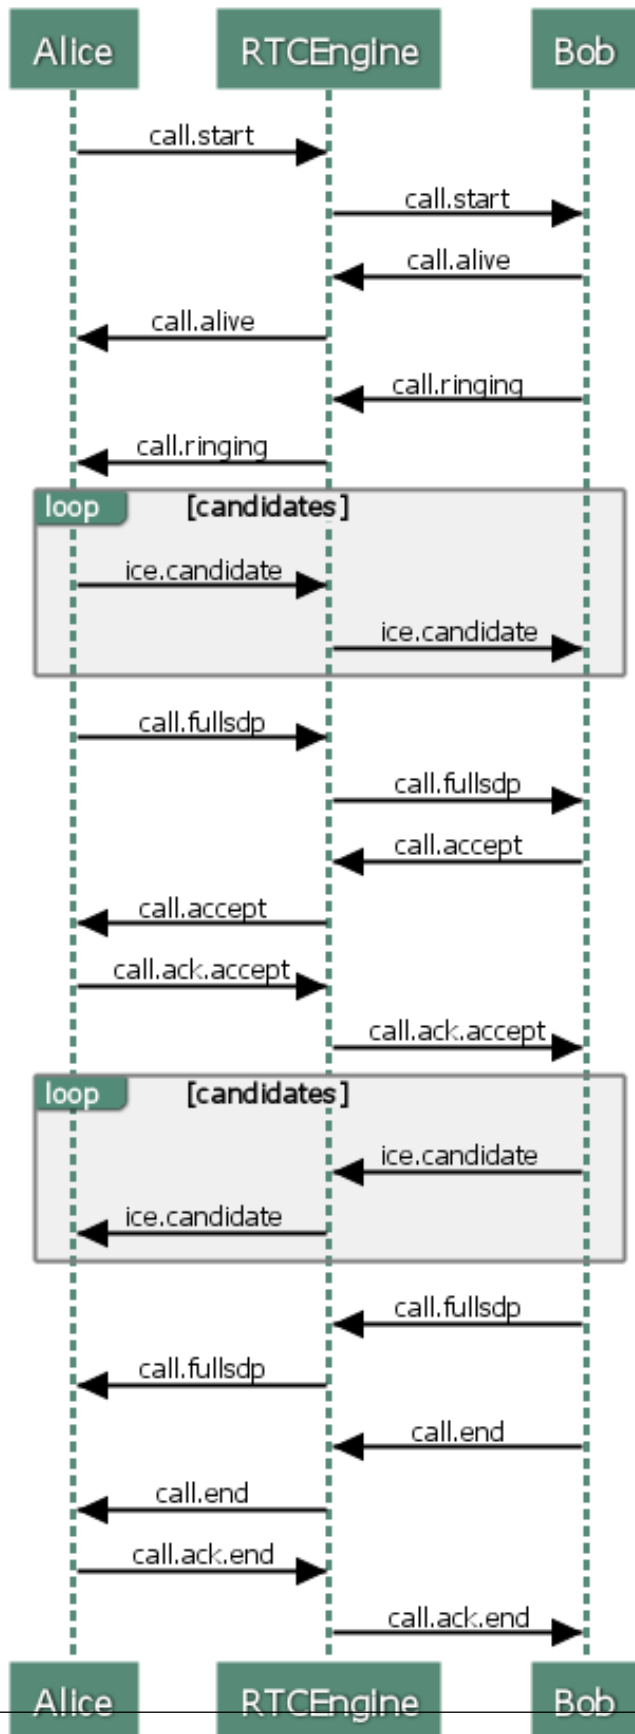 Alice RTCEngine Bob
call.start
call.start
call.alive
call.alive
call.ringing
call.ringing
loop [candidates]
ice.candidate
ice.candidate
call.fullsdp
call.fullsdp
call.accept
call.accept
call.ack.accept
call.ack.accept
loop [candidates]
ice.candidate
ice.candidate
call.fullsdp
call.fullsdp
call.end
call.end
call.ack.end
call.ack.end
Alice RTCEngine Bob